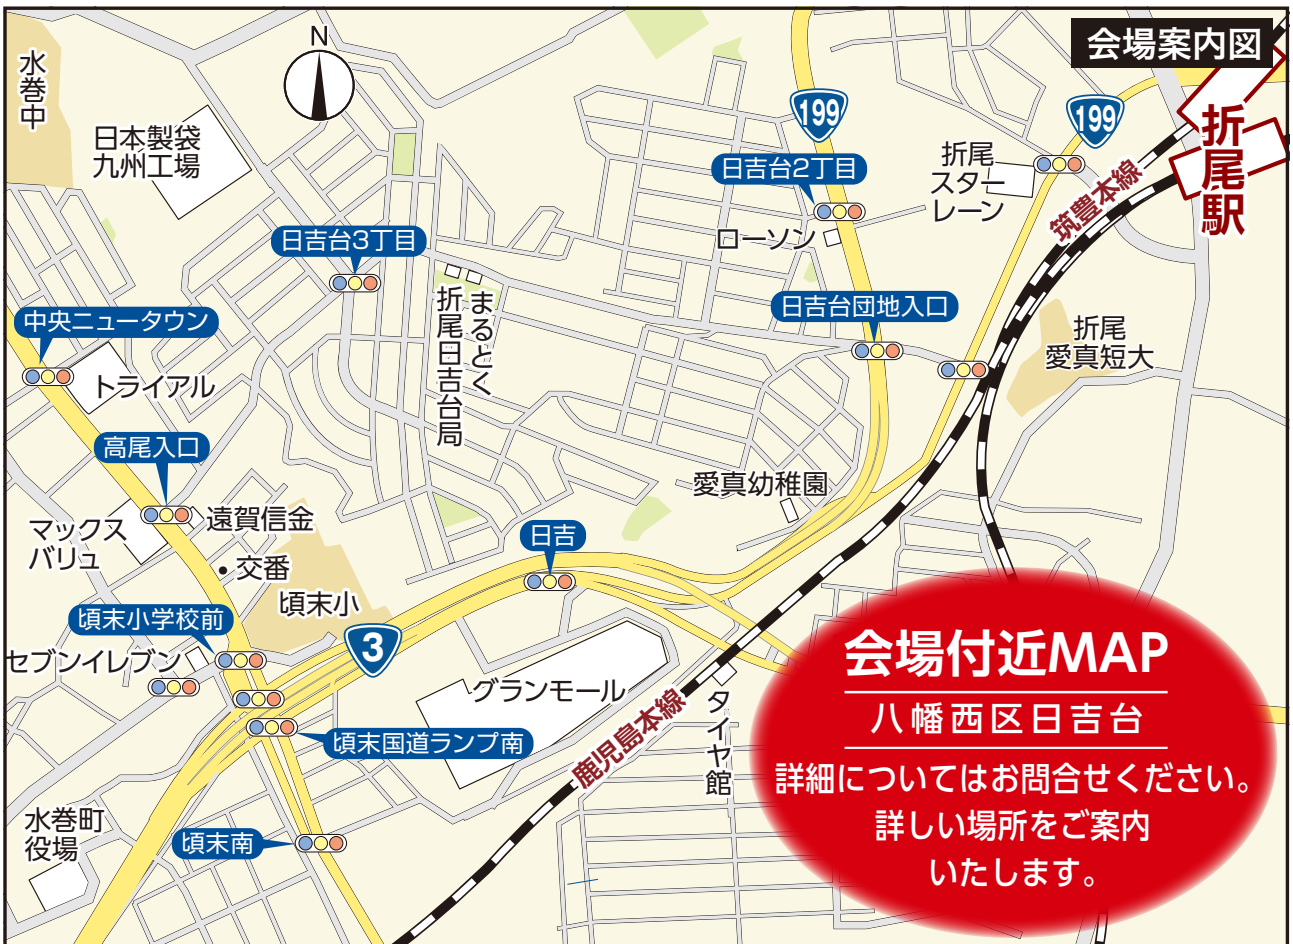 会場案内図
N
水巻中
日本製袋
九州工場
199
199
折尾駅
折尾
スター
レーン
筑豊本線
日吉台2丁目
ローソン
日吉台3丁目
まるとく
折尾日吉台局
日吉台団地入口
折尾
愛真短大
中央ニュータウン
トライアル
高尾入口
マックス
バリュ
遠賀信金
交番
愛真幼稚園
日吉
頃末小
頃末小学校前
3
セブンイレブン
グランモール
頃末国道ランプ南
鹿児島本線
タイヤ館
水巻町
役場
頃末南
会場付近MAP
八幡西区日吉台
詳細についてはお問合せください。
詳しい場所をご案内
いたします。